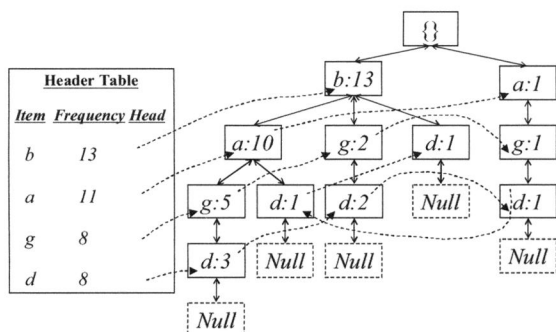 {}
b:13
a:1
Header Table
Item Frequency Head
b 13
a 11
g 8
d 8
a:10
g:2
d:1
g:1
g:5
d:1
d:2
Null
d:1
d:3
Null
Null
Null
Null